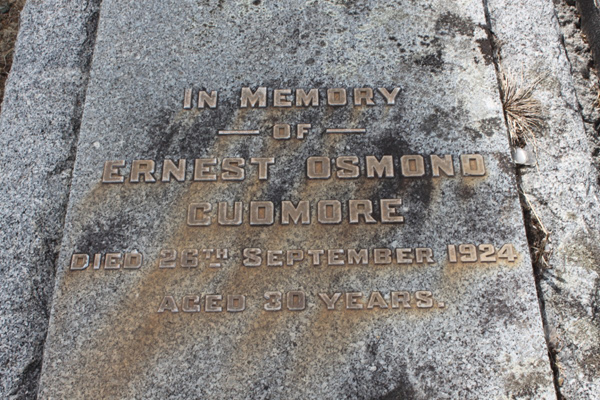 IN MEMORY
— OF —
ERNEST OSMOND
CUDMORE
DIED 26TH SEPTEMBER 1924
AGED 30 YEARS.